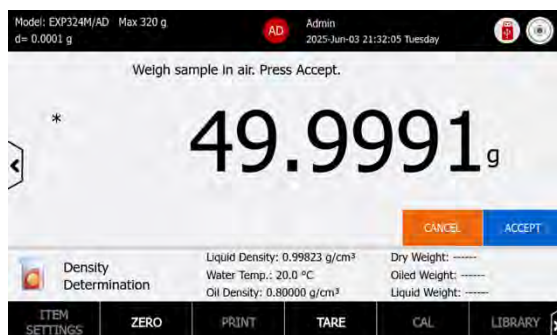 Model: EXP324M/AD Max 320 g
d= 0.0001 g
AD
Admin
2025-Jun-03 21:32:05 Tuesday
Weigh sample in air. Press Accept.
*
49.9991 g
CANCEL
ACCEPT
Density
Determination
Liquid Density: 0.99823 g/cm³
Water Temp.: 20.0 °C
Oil Density: 0.80000 g/cm³
Dry Weight: ------
Oiled Weight: ------
Liquid Weight: ------
ITEM
SETTINGS
ZERO
PRINT
TARE
CAL
LIBRARY